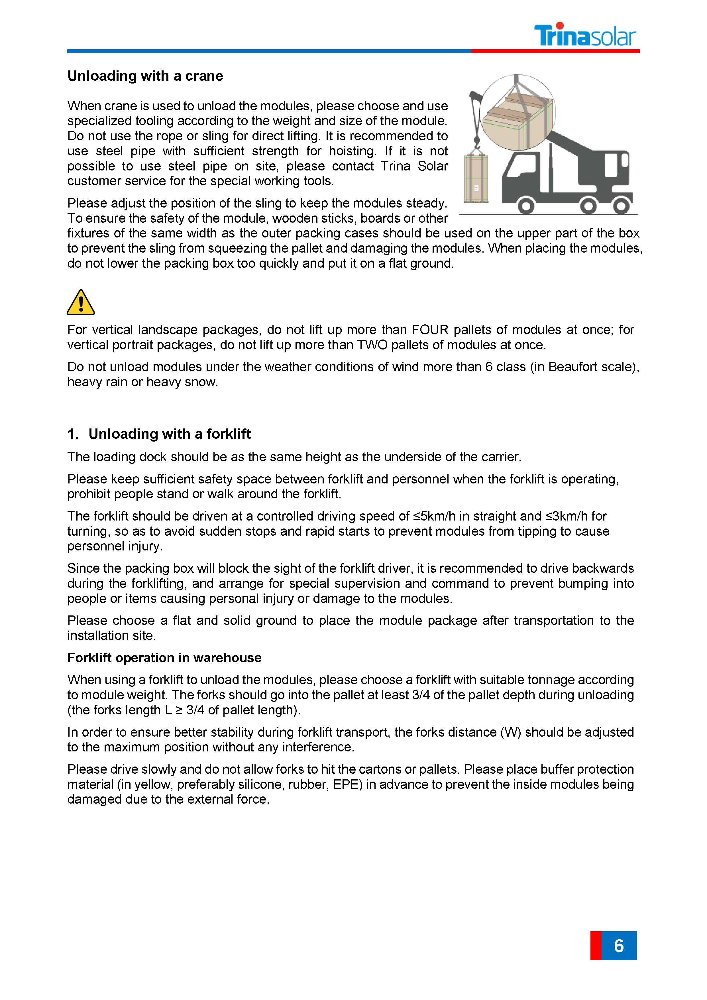 Trinasolar
Unloading with a crane
When crane is used to unload the modules, please choose and use
specialized tooling according to the weight and size of the module.
Do not use the rope or sling for direct lifting. It is recommended to
use steel pipe with sufficient strength for hoisting. If it is not
possible to use steel pipe on site, please contact Trina Solar
customer service for the special working tools.
Please adjust the position of the sling to keep the modules steady.
To ensure the safety of the module, wooden sticks, boards or other
fixtures of the same width as the outer packing cases should be used on the upper part of the box
to prevent the sling from squeezing the pallet and damaging the modules. When placing the modules,
do not lower the packing box too quickly and put it on a flat ground.
For vertical landscape packages, do not lift up more than FOUR pallets of modules at once; for
vertical portrait packages, do not lift up more than TWO pallets of modules at once.
Do not unload modules under the weather conditions of wind more than 6 class (in Beaufort scale),
heavy rain or heavy snow.
1. Unloading with a forklift
The loading dock should be as the same height as the underside of the carrier.
Please keep sufficient safety space between forklift and personnel when the forklift is operating,
prohibit people stand or walk around the forklift.
The forklift should be driven at a controlled driving speed of ≤5km/h in straight and ≤3km/h for
turning, so as to avoid sudden stops and rapid starts to prevent modules from tipping to cause
personnel injury.
Since the packing box will block the sight of the forklift driver, it is recommended to drive backwards
during the forklifting, and arrange for special supervision and command to prevent bumping into
people or items causing personal injury or damage to the modules.
Please choose a flat and solid ground to place the module package after transportation to the
installation site.
Forklift operation in warehouse
When using a forklift to unload the modules, please choose a forklift with suitable tonnage according
to module weight. The forks should go into the pallet at least 3/4 of the pallet depth during unloading
(the forks length L ≥ 3/4 of pallet length).
In order to ensure better stability during forklift transport, the forks distance (W) should be adjusted
to the maximum position without any interference.
Please drive slowly and do not allow forks to hit the cartons or pallets. Please place buffer protection
material (in yellow, preferably silicone, rubber, EPE) in advance to prevent the inside modules being
damaged due to the external force.
6